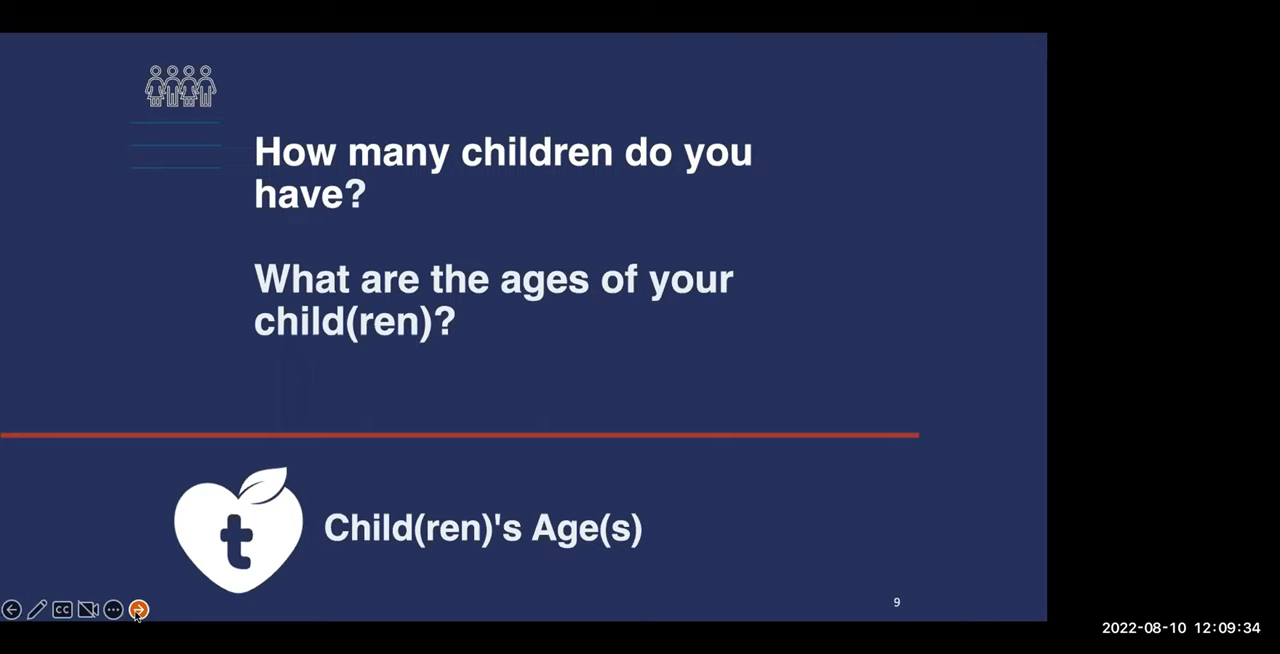 How many children do you
have?
What are the ages of your
child(ren)?
t
Child(ren)'s Age(s)
CC
9
2022-08-10 12:09:34